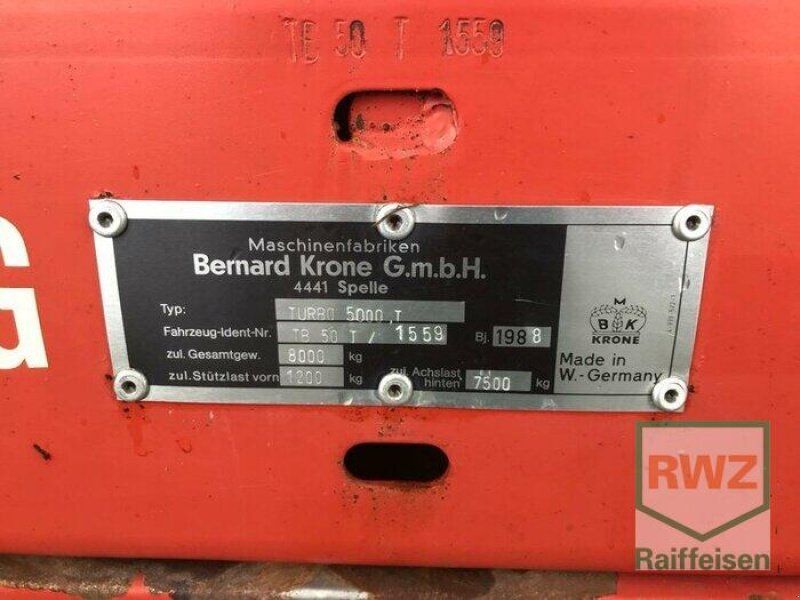 TB 50 T 1559
G
Maschinenfabriken
Bernard Krone G.m.b.H.
4441 Spelle
Typ: TURBO 5000 T
Fahrzeug-Ident-Nr. TB 50 T / 1559 Bj. 1988
zul. Gesamtgew. 8000 kg
zul. Stützlast vorn 1200 kg zul. Achslast hinten 7500 kg
M
B K
KRONE
Made in
W.-Germany
RWZ
Raiffeisen